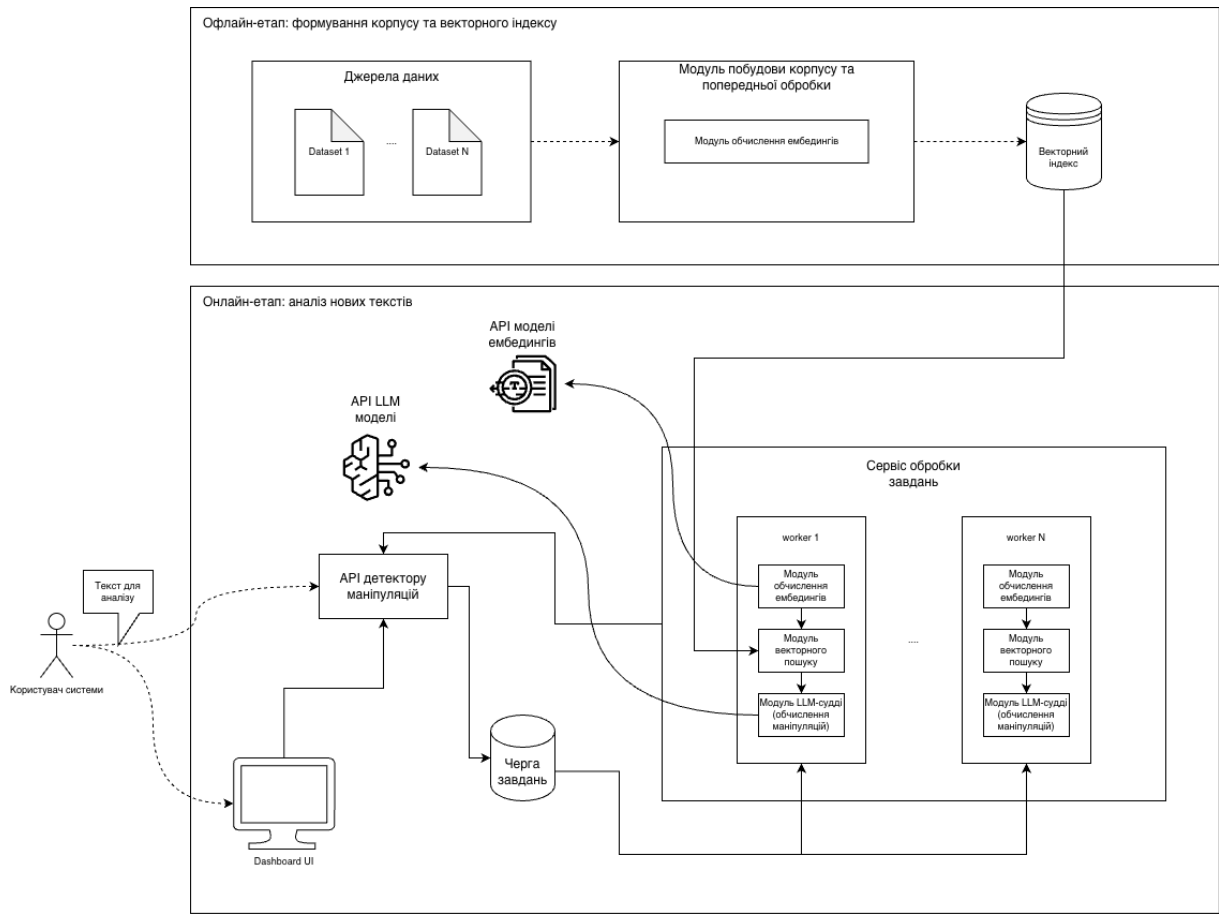 Офлайн-етап: формування корпусу та векторного індексу
Джерела даних
Dataset 1
....
Dataset N
Модуль побудови корпусу та
попередньої обробки
Модуль обчислення ембедингів
Векторний
індекс
Онлайн-етап: аналіз нових текстів
API моделі
ембедингів
API LLM
моделі
Сервіс обробки
завдань
worker 1
Модуль
обчислення
ембедингів
Модуль
векторного
пошуку
Модуль LLM-судді
(обчислення
маніпуляцій)
....
worker N
Модуль
обчислення
ембедингів
Модуль
векторного
пошуку
Модуль LLM-судді
(обчислення
маніпуляцій)
API детектору
маніпуляцій
Текст для
аналізу
Користувач системи
Черга
завдань
Dashboard UI